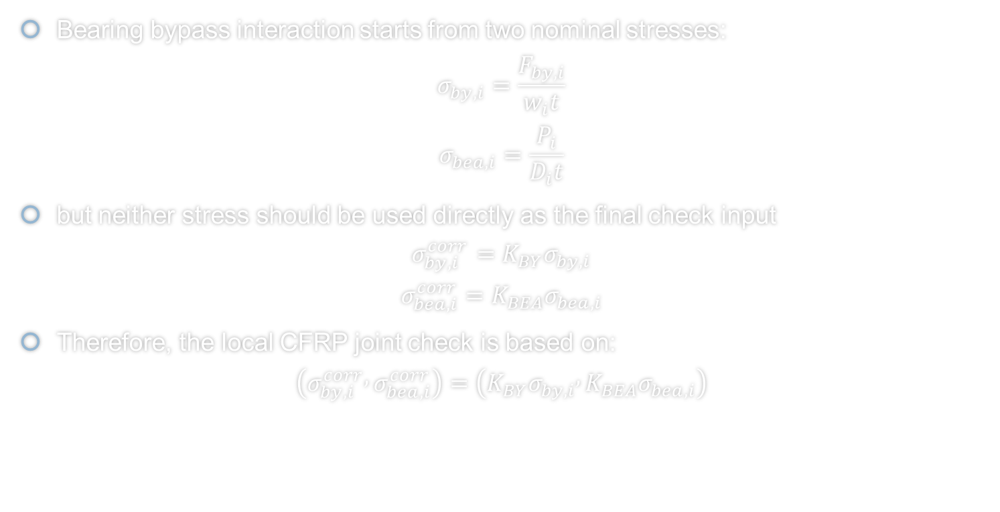 Bearing bypass interaction starts from two nominal stresses:
σ_{by,i} = \frac{F_{by,i}}{w_i t}
σ_{bea,i} = \frac{P_i}{D_i t}
but neither stress should be used directly as the final check input
σ_{by,i}^{corr} = K_{BY}σ_{by,i}
σ_{bea,i}^{corr} = K_{BEA}σ_{bea,i}
Therefore, the local CFRP joint check is based on:
(σ_{by,i}^{corr}, σ_{bea,i}^{corr}) = (K_{BY}σ_{by,i}, K_{BEA}σ_{bea,i})